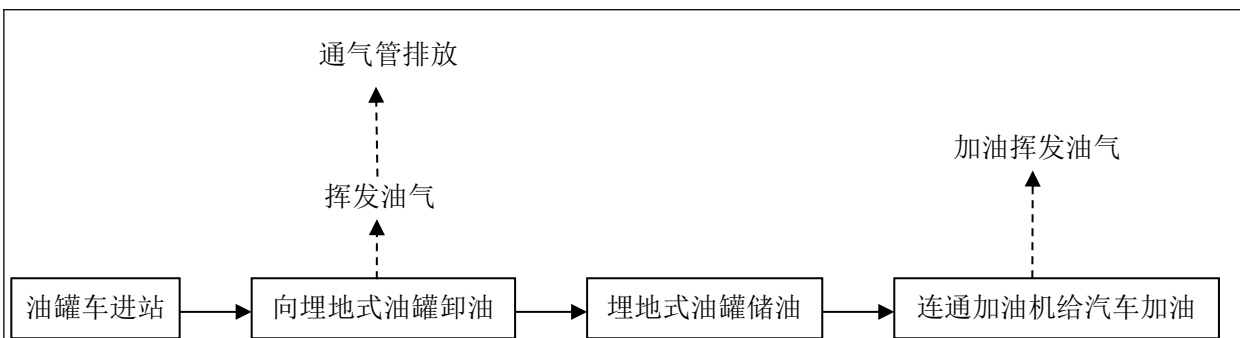 通气管排放
加油挥发油气
挥发油气
油罐车进站
向埋地式油罐卸油
埋地式油罐储油
连通加油机给汽车加油